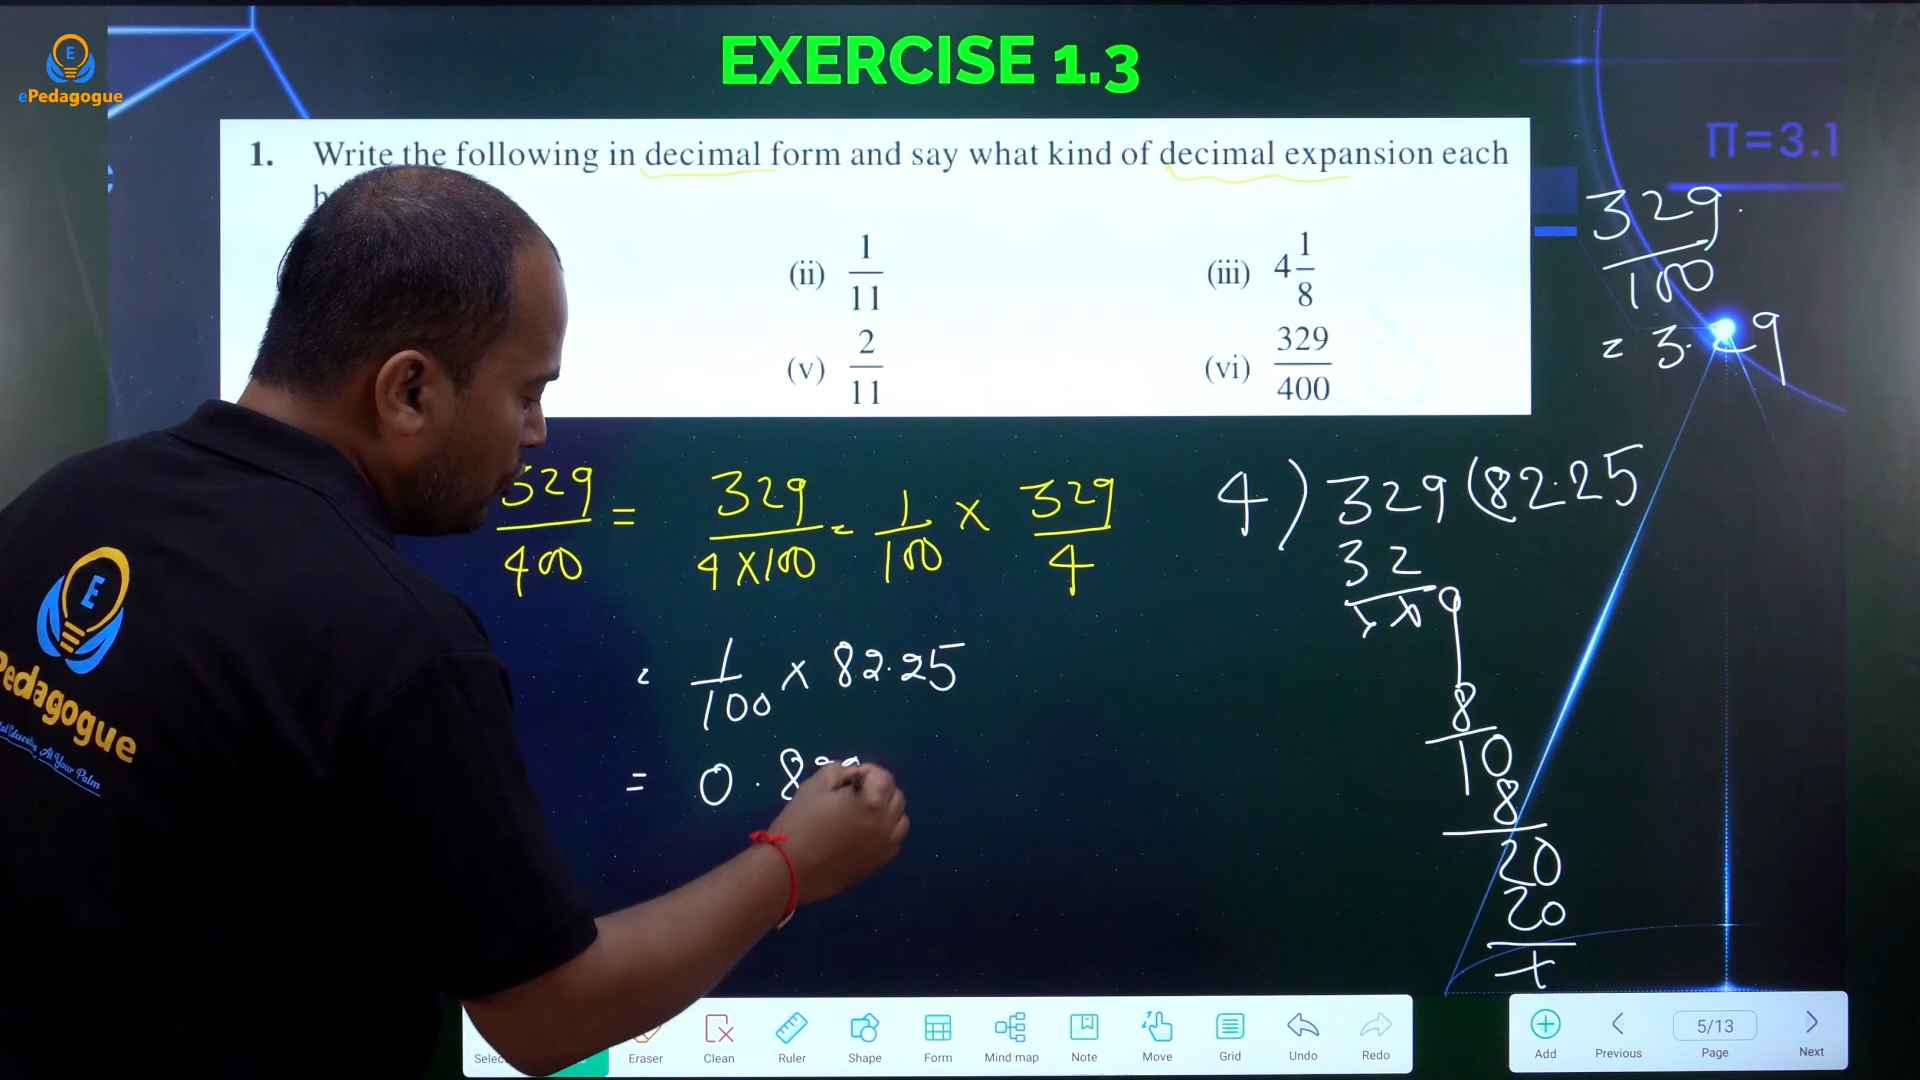 ePedagogue
EXERCISE 1.3
Π=3.1
1. Write the following in decimal form and say what kind of decimal expansion each
(ii) 1/11
(iii) 4 1/8
(v) 2/11
(vi) 329/400
= 329/100
= 3.29
329/400 = 329/4×100 = 1/100 × 329/4
= 1/100 × 82.25
= 0.8
4)329(82.25
32
××9
8
10
8
20
20
×
E
Pedagogue
At Your Palm
Eraser Clean Ruler Shape Form Mind map Note Move Grid Undo Redo
Add Previous 5/13 Page Next